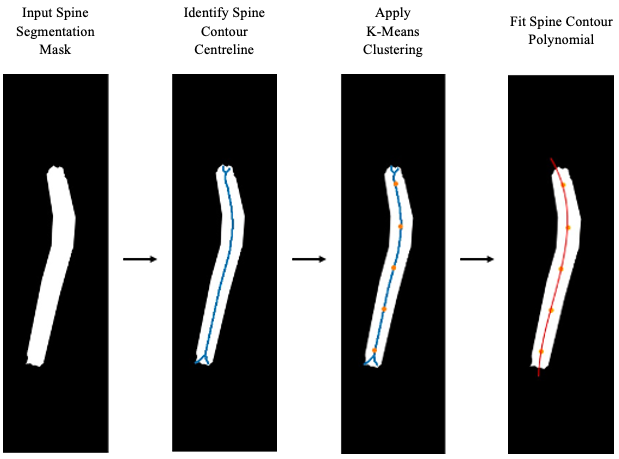 Input Spine
Segmentation
Mask
Identify Spine
Contour
Centreline
Apply
K-Means
Clustering
Fit Spine Contour
Polynomial